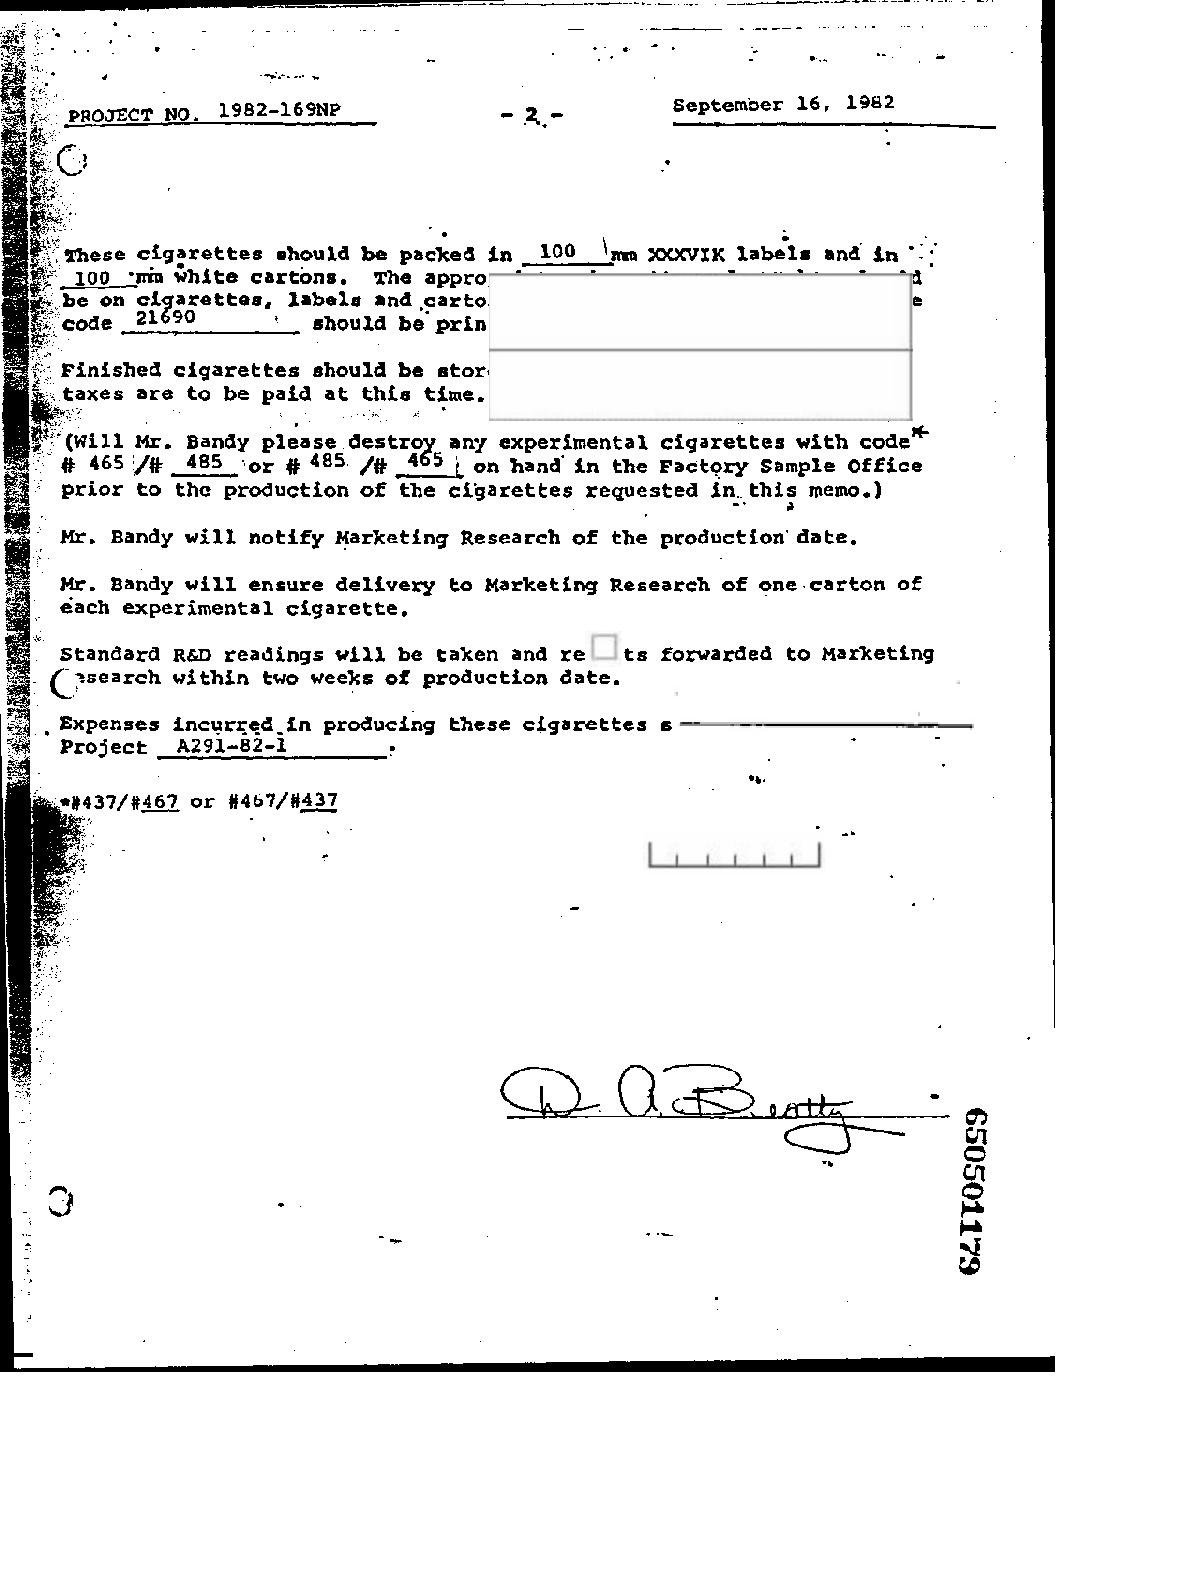 PROJECT NO. 1982-169NP - 2 - September 16, 1982
These cigarettes should be packed in 100 mm XXXVIK labels and in
100 mm white cartons. The appro
be on cigarettes, labels and carto
code 21690 should be prin
Finished cigarettes should be stor
taxes are to be paid at this time.
(Will Mr. Bandy please destroy any experimental cigarettes with code*
# 465 /# 485 or # 485 /# 465 on hand in the Factory Sample Office
prior to the production of the cigarettes requested in this memo.)
Mr. Bandy will notify Marketing Research of the production date.
Mr. Bandy will ensure delivery to Marketing Research of one carton of
each experimental cigarette.
Standard R&D readings will be taken and re ts forwarded to Marketing
esearch within two weeks of production date.
Expenses incurred in producing these cigarettes s
Project A291-82-1 .
*#437/#467 or #467/#437
D. A. Beatty
650501179